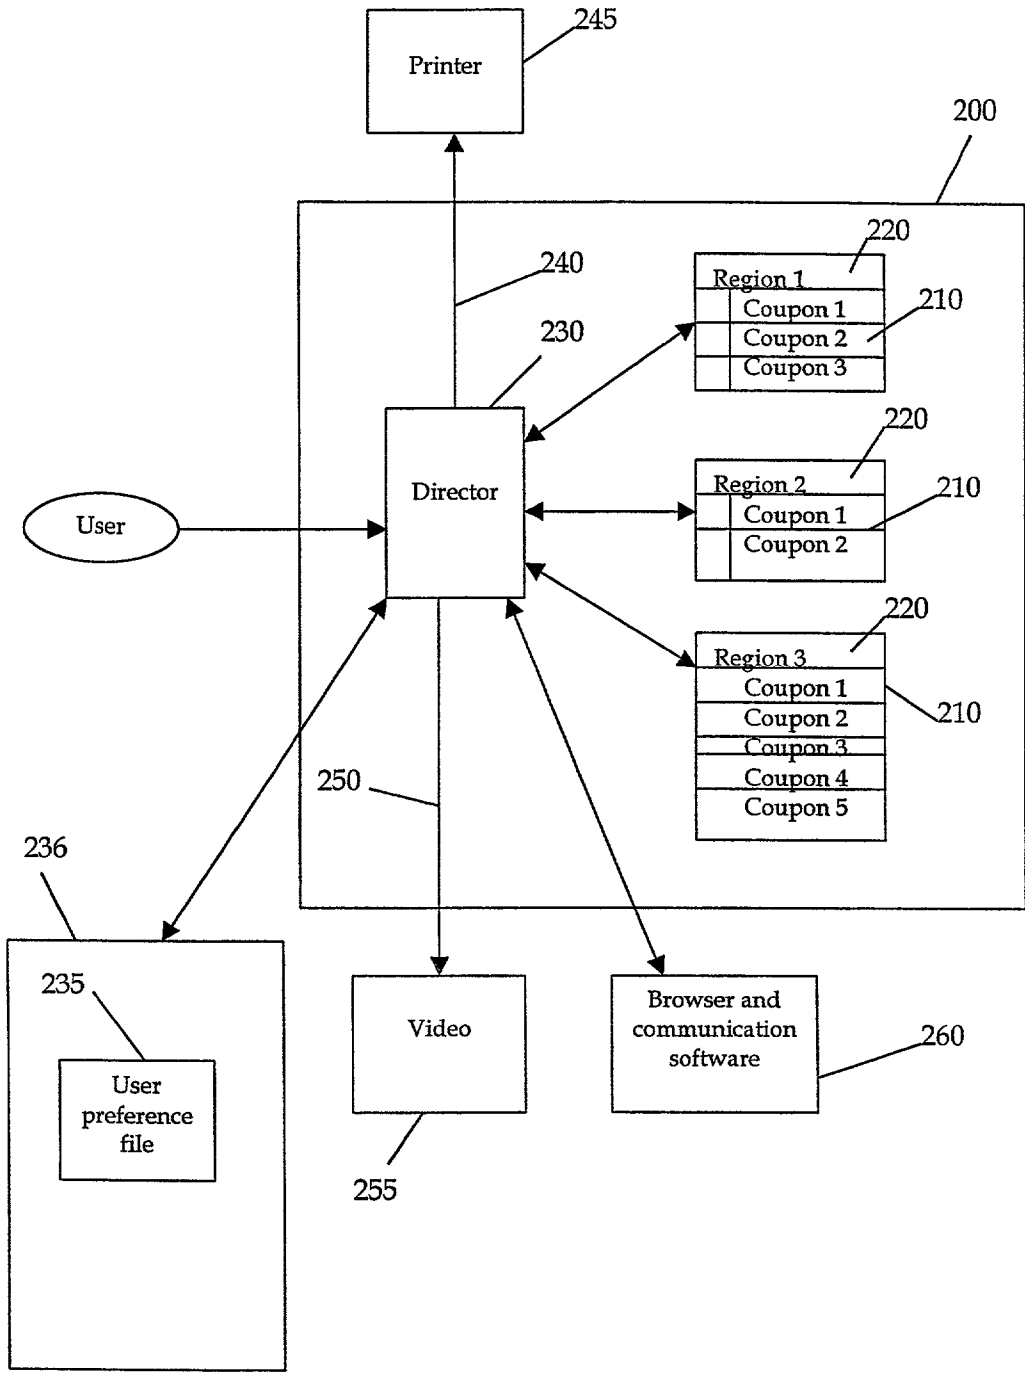 245
Printer
200
220
Region 1
240
210
Coupon 1
Coupon 2
Coupon 3
230
220
Region 2
210
Coupon 1
Coupon 2
Director
User
220
Region 3
Coupon 1
210
Coupon 2
Coupon 3
Coupon 4
Coupon 5
250
236
235
User
preference
file
Video
255
Browser and
communication
software
260